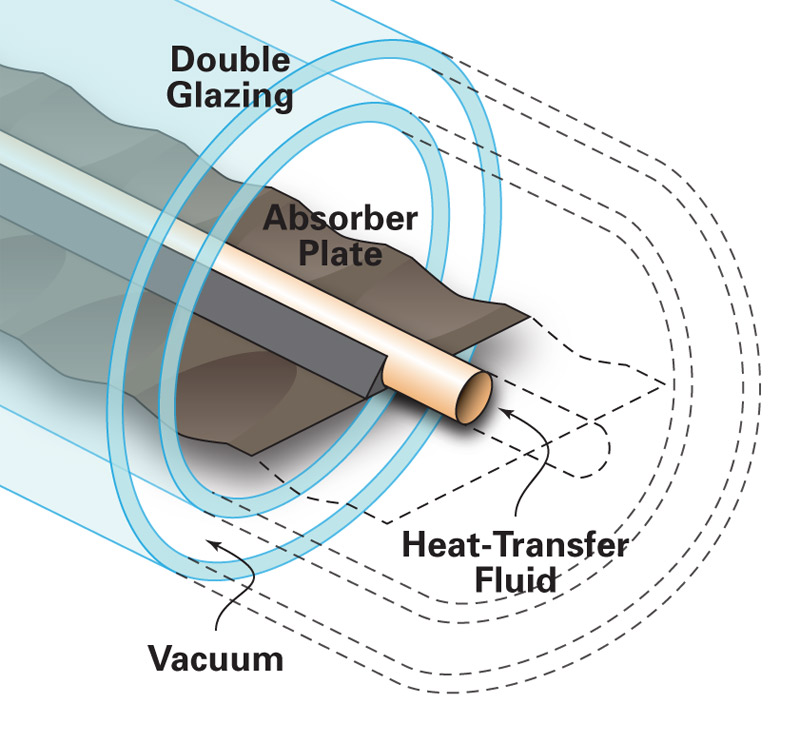 Double
Glazing
Absorber
Plate
Heat-Transfer
Fluid
Vacuum